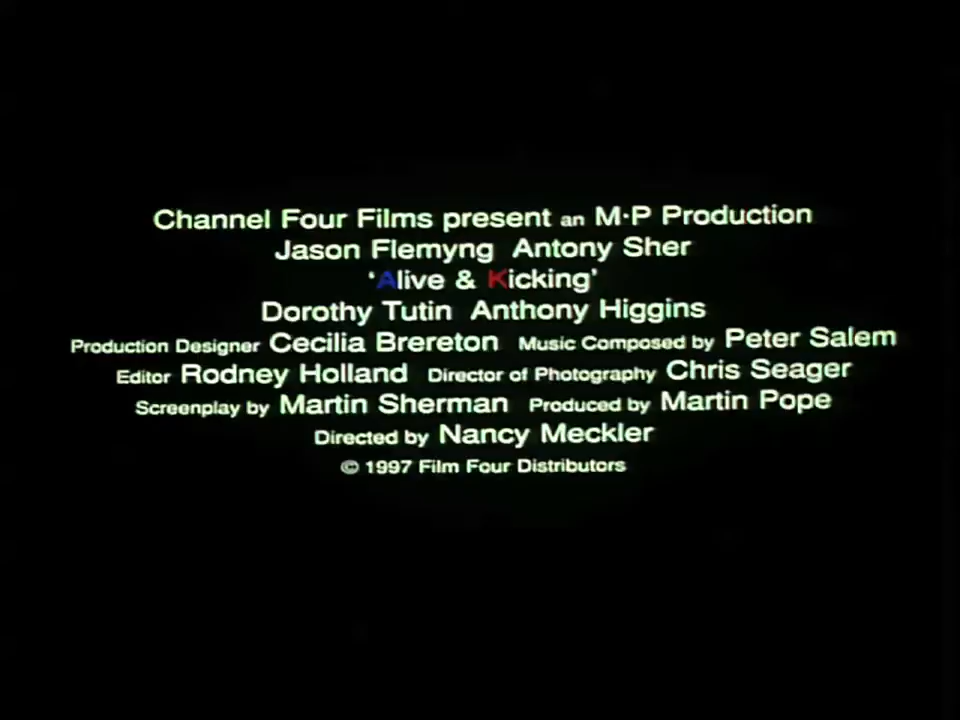 Channel Four Films present an M·P Production
Jason Flemyng Antony Sher
‘Alive & Kicking’
Dorothy Tutin Anthony Higgins
Production Designer Cecilia Brereton Music Composed by Peter Salem
Editor Rodney Holland Director of Photography Chris Seager
Screenplay by Martin Sherman Produced by Martin Pope
Directed by Nancy Meckler
© 1997 Film Four Distributors